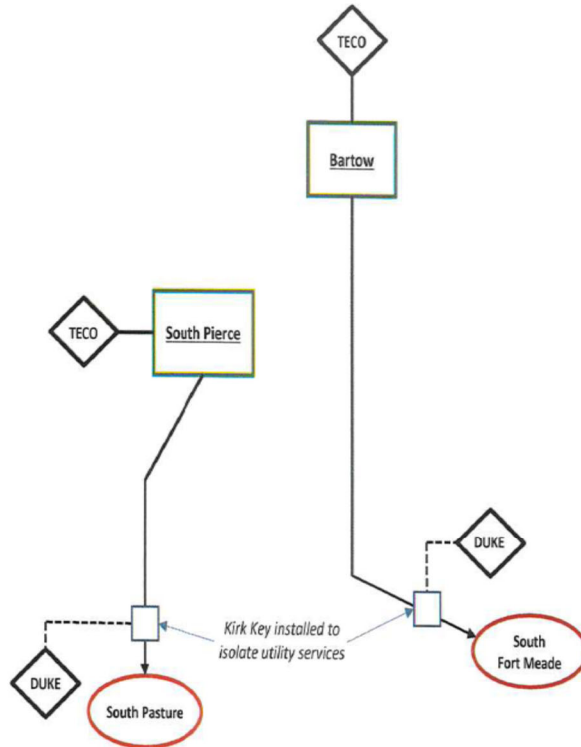 TECO
Bartow
TECO
South Pierce
DUKE
Kirk Key installed to
isolate utility services
South
Fort Meade
DUKE
South Pasture